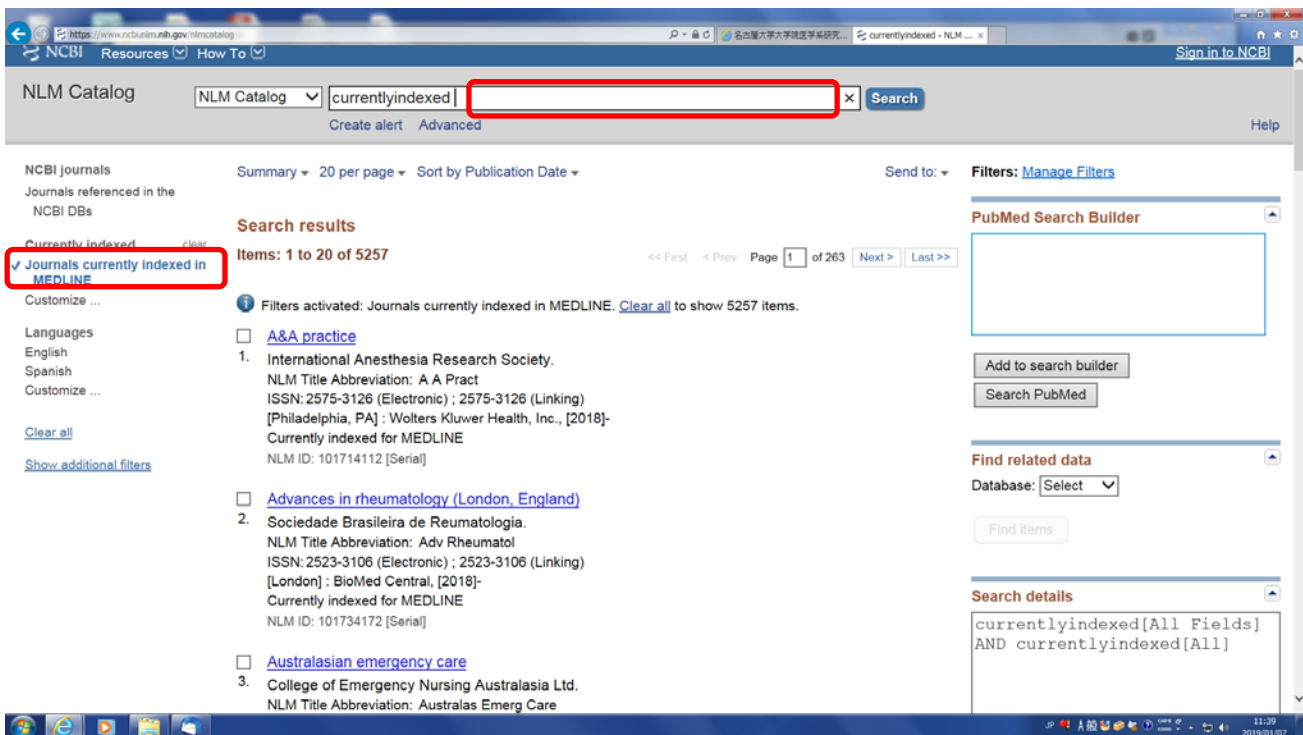 https://www.ncbi.nlm.nih.gov/nlmcatalog
名古屋大学大学院医学系研究...
currentlyindexed - NLM ...
NCBI Resources How To
Sign in to NCBI
NLM Catalog
NLM Catalog currentlyindexed Search
Create alert Advanced
Help
NCBI journals
Journals referenced in the
NCBI DBs
Currently indexed clear
Journals currently indexed in
MEDLINE
Customize ...
Languages
English
Spanish
Customize ...
Clear all
Show additional filters
Summary 20 per page Sort by Publication Date
Send to:
Search results
Items: 1 to 20 of 5257
<< First < Prev Page 1 of 263 Next > Last >>
Filters activated: Journals currently indexed in MEDLINE. Clear all to show 5257 items.
A&A practice
1. International Anesthesia Research Society.
NLM Title Abbreviation: A A Pract
ISSN: 2575-3126 (Electronic) ; 2575-3126 (Linking)
[Philadelphia, PA] : Wolters Kluwer Health, Inc., [2018]-
Currently indexed for MEDLINE
NLM ID: 101714112 [Serial]
Advances in rheumatology (London, England)
2. Sociedade Brasileira de Reumatologia.
NLM Title Abbreviation: Adv Rheumatol
ISSN: 2523-3106 (Electronic) ; 2523-3106 (Linking)
[London] : BioMed Central, [2018]-
Currently indexed for MEDLINE
NLM ID: 101734172 [Serial]
Australasian emergency care
3. College of Emergency Nursing Australasia Ltd.
NLM Title Abbreviation: Australas Emerg Care
Filters: Manage Filters
PubMed Search Builder
Add to search builder
Search PubMed
Find related data
Database: Select
Find items
Search details
currentlyindexed[All Fields]
AND currentlyindexed[All]
JP
A 般
CAPS
KANA
11:39
2019/01/07